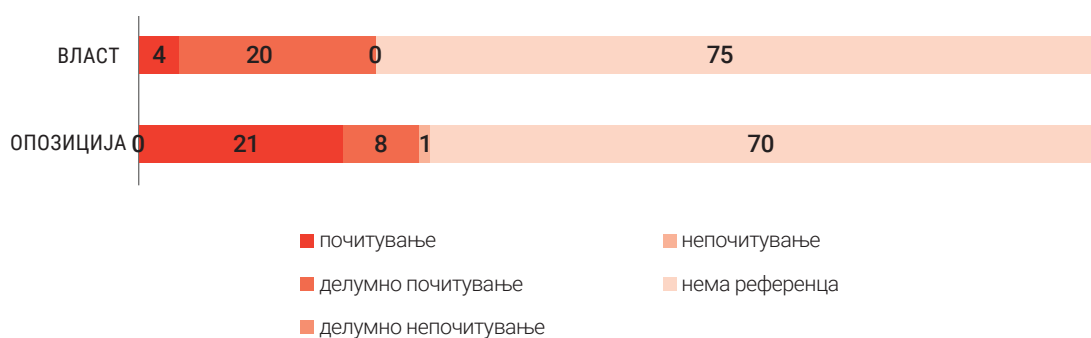 ВЛАСТ 4 20 0 75
ОПОЗИЦИЈА 0 21 8 1 70
почитување
непочитување
делумно почитување
нема референца
делумно непочитување